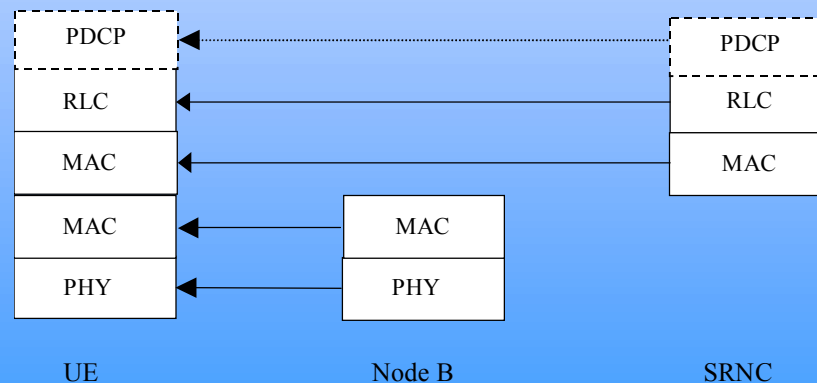 PDCP
PDCP
RLC
RLC
MAC
MAC
MAC
MAC
PHY
PHY
UE
Node B
SRNC